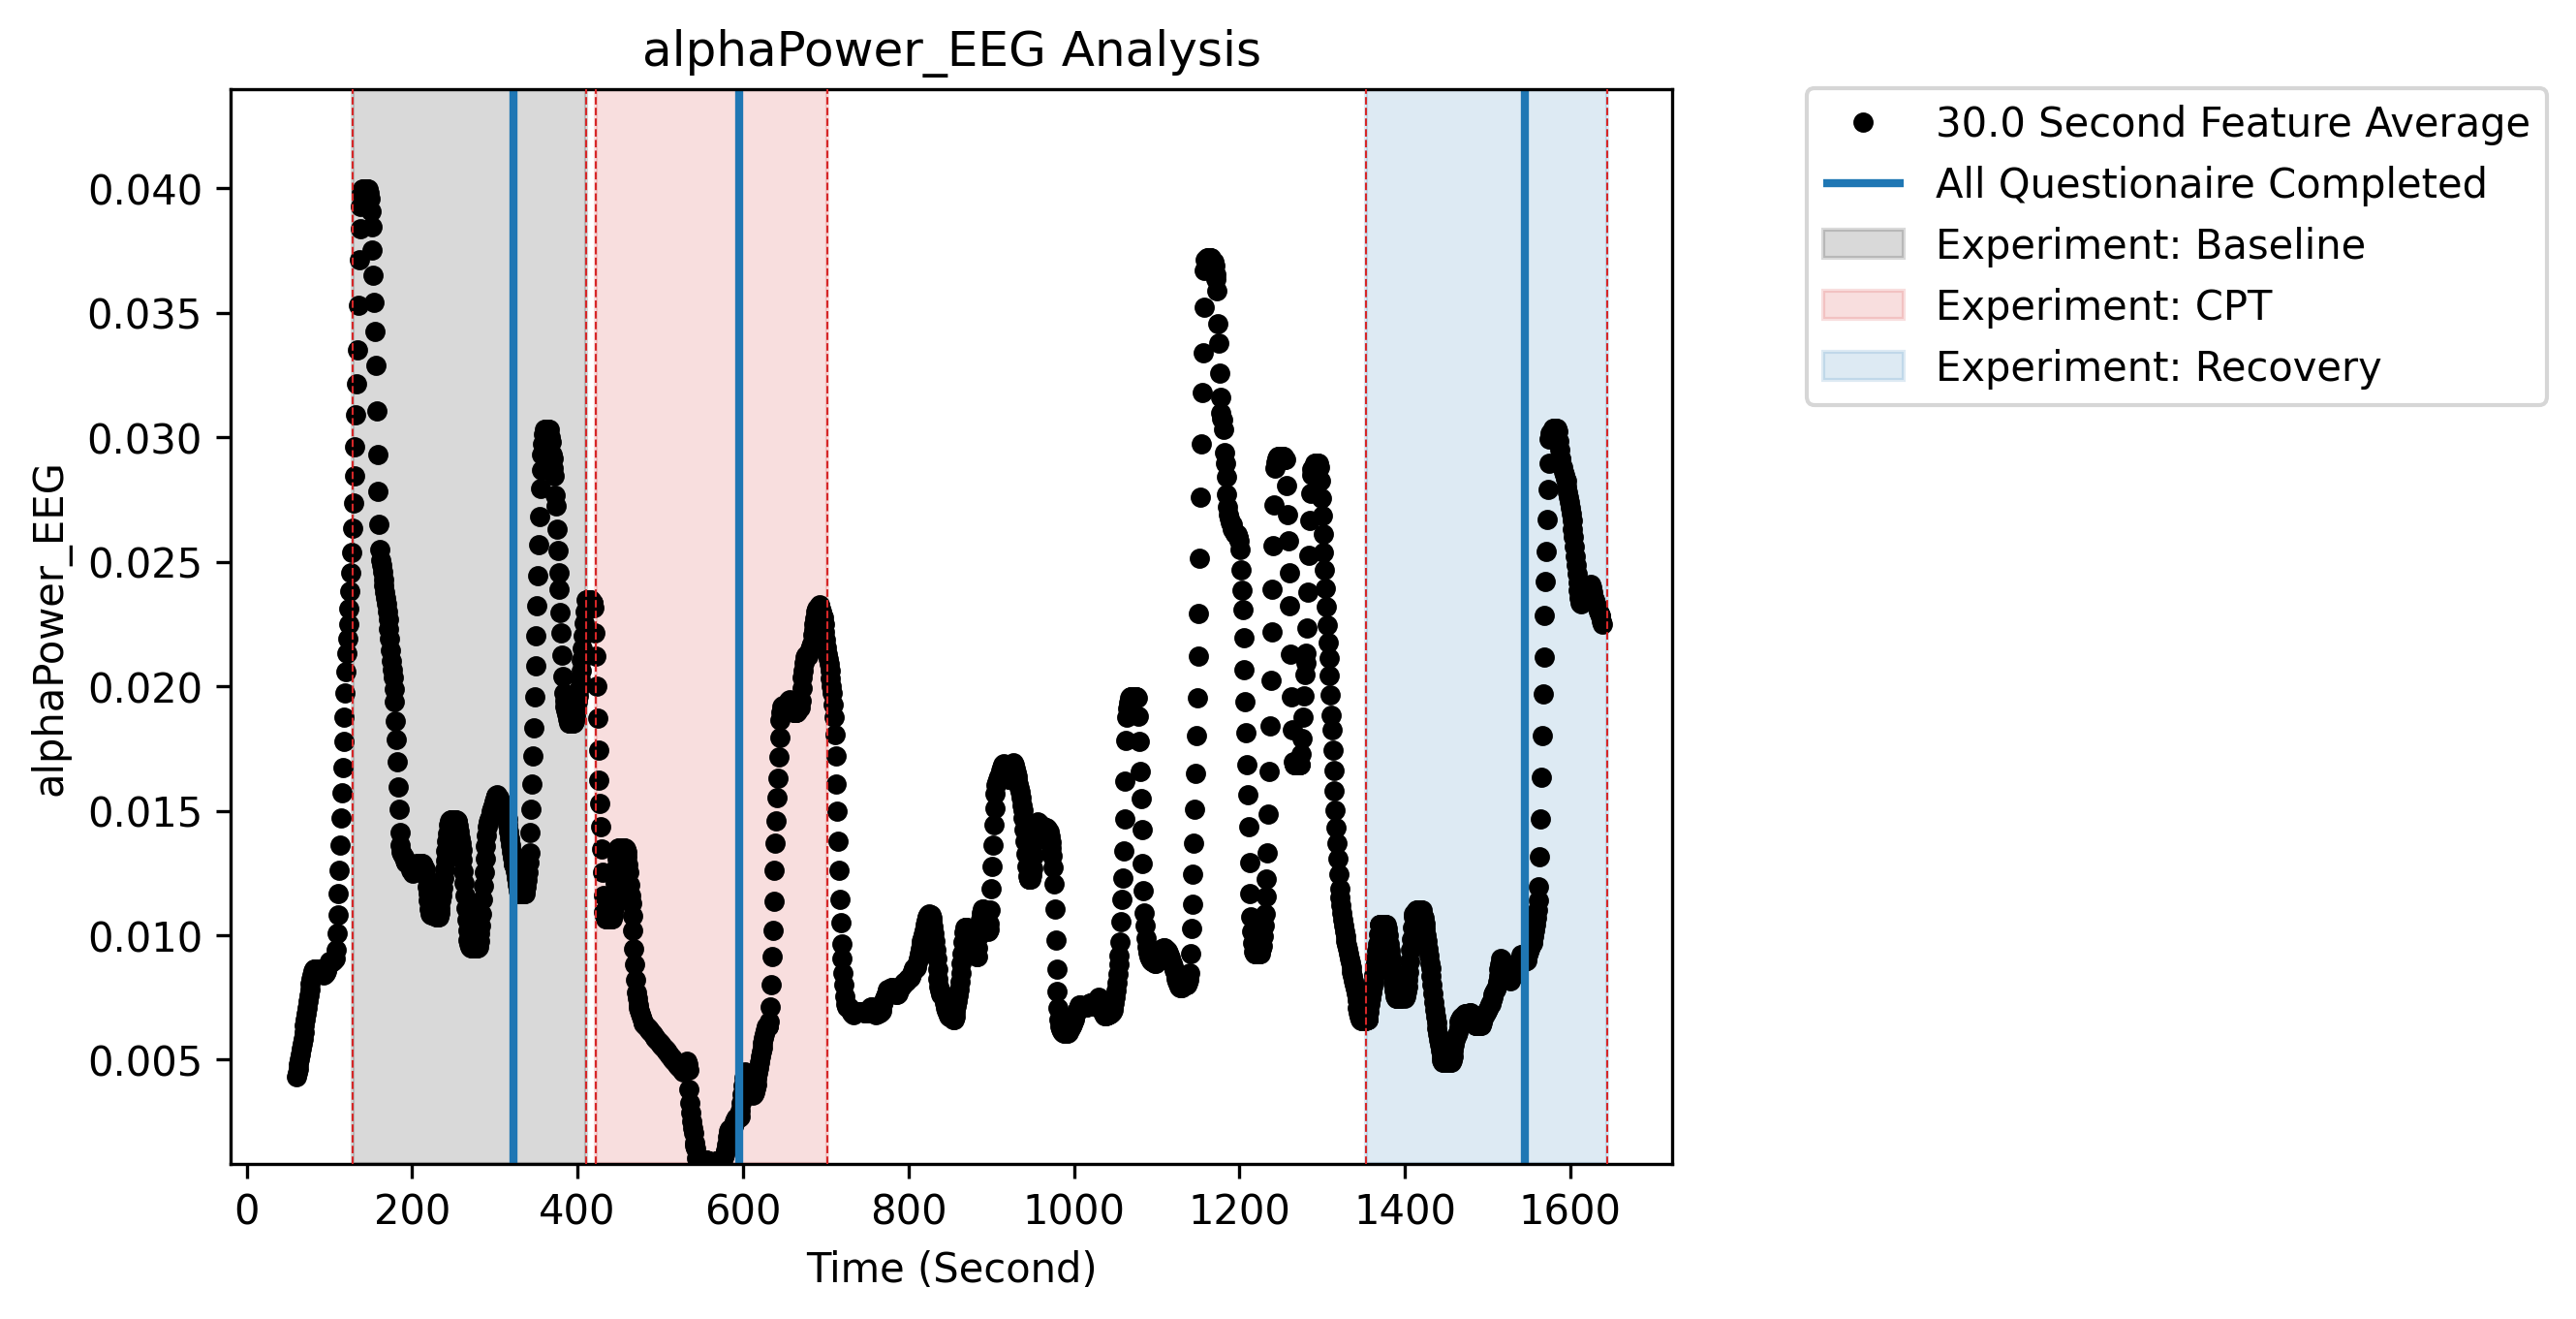 alphaPower_EEG Analysis
30.0 Second Feature Average
All Questionaire Completed
Experiment: Baseline
Experiment: CPT
Experiment: Recovery
alphaPower_EEG
0.040
0.035
0.030
0.025
0.020
0.015
0.010
0.005
0 200 400 600 800 1000 1200 1400 1600
Time (Second)